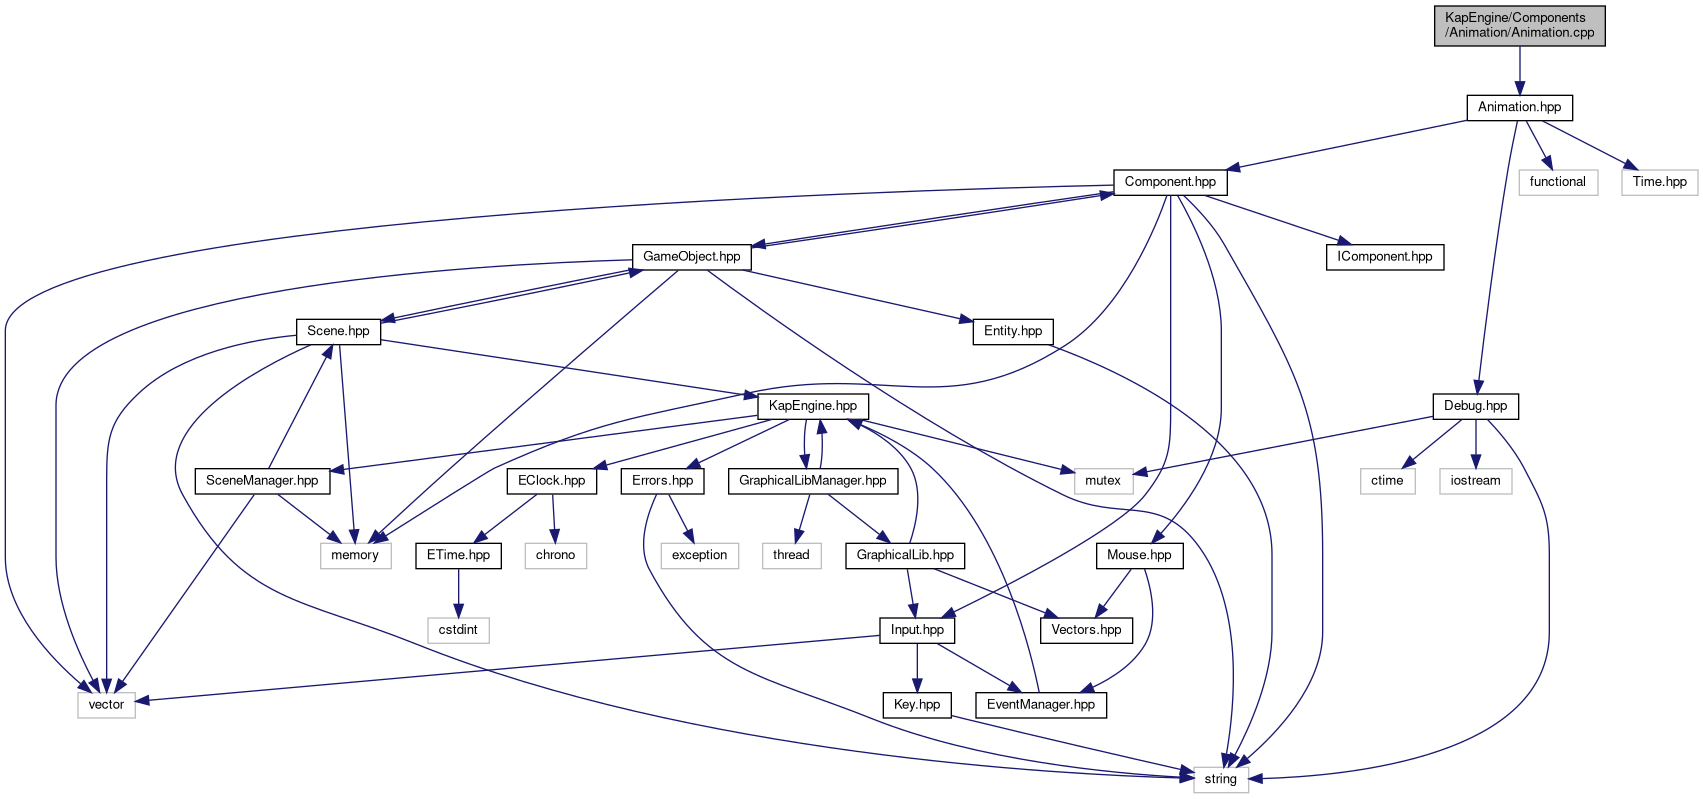 KapEngine/Components
/Animation/Animation.cpp
Animation.hpp
Component.hpp
functional
Time.hpp
GameObject.hpp
IComponent.hpp
Scene.hpp
Entity.hpp
KapEngine.hpp
Debug.hpp
SceneManager.hpp
EClock.hpp
Errors.hpp
GraphicalLibManager.hpp
mutex
ctime
iostream
memory
ETime.hpp
chrono
exception
thread
GraphicalLib.hpp
Mouse.hpp
cstdint
Input.hpp
Vectors.hpp
vector
Key.hpp
EventManager.hpp
string